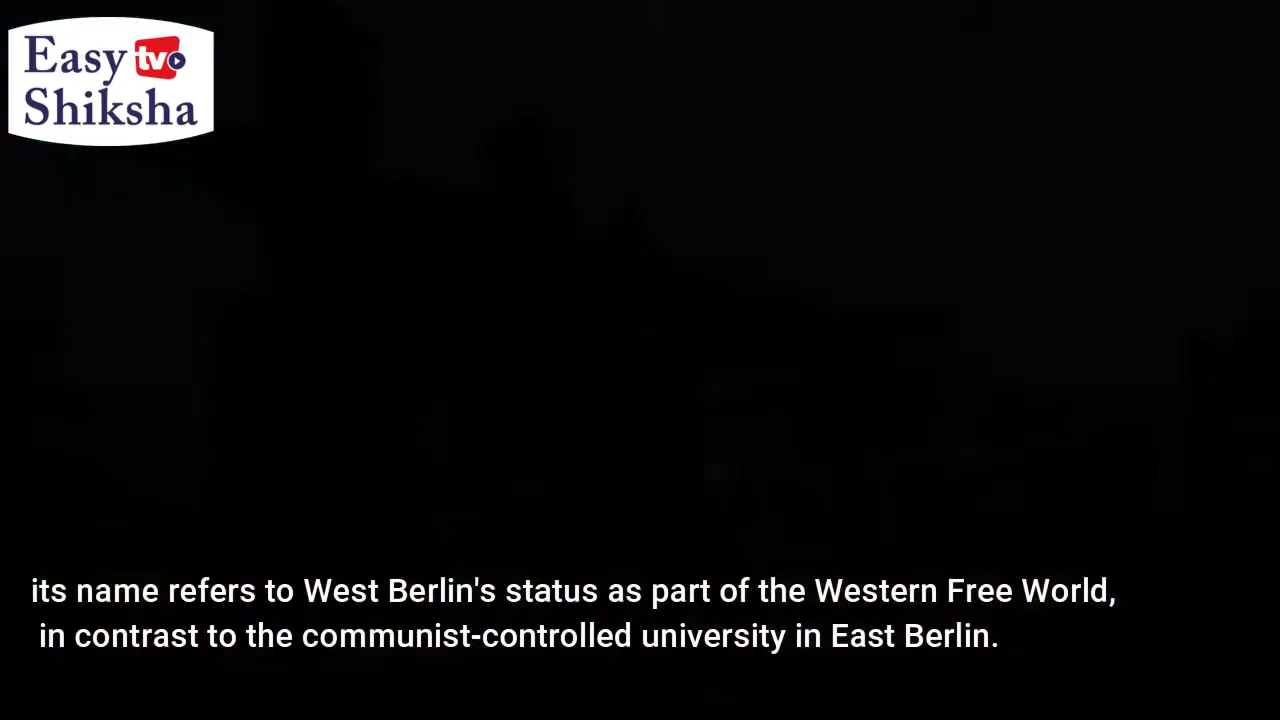 Easy tv
Shiksha
its name refers to West Berlin's status as part of the Western Free World,
in contrast to the communist-controlled university in East Berlin.